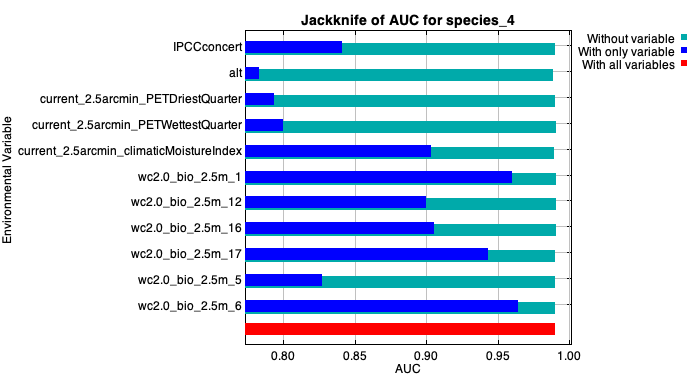 Jackknife of AUC for species_4
Without variable
With only variable
With all variables
Environmental Variable
IPCCconcert
alt
current_2.5arcmin_PETDriestQuarter
current_2.5arcmin_PETWettestQuarter
current_2.5arcmin_climaticMoistureIndex
wc2.0_bio_2.5m_1
wc2.0_bio_2.5m_12
wc2.0_bio_2.5m_16
wc2.0_bio_2.5m_17
wc2.0_bio_2.5m_5
wc2.0_bio_2.5m_6
0.80 0.85 0.90 0.95 1.00
AUC